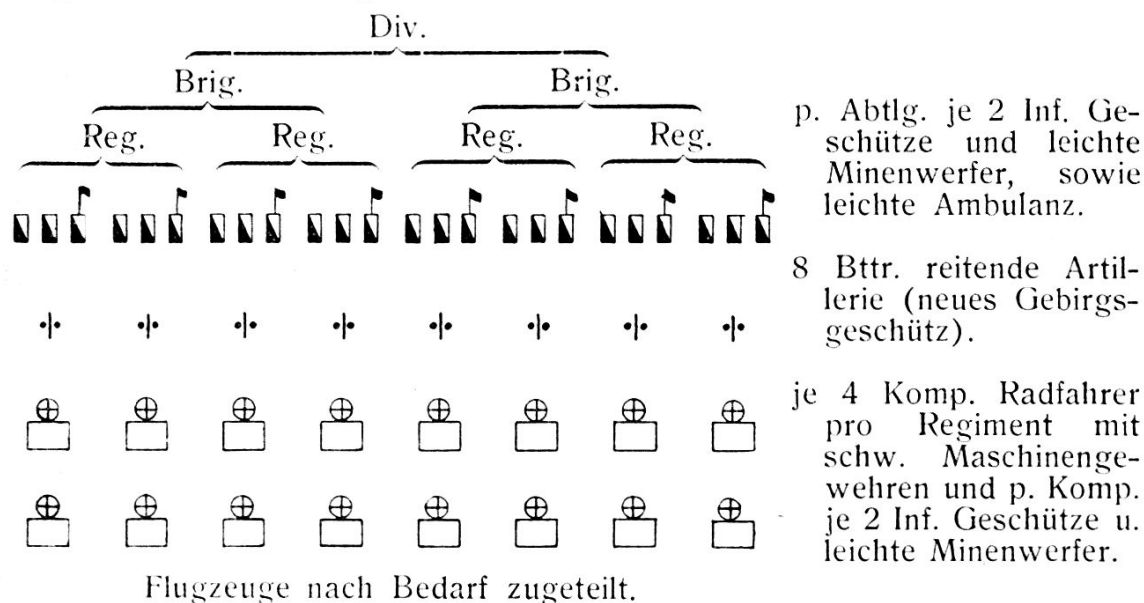 Div.
Brig. Brig.
Reg. Reg. Reg. Reg.
p. Abtlg. je 2 Inf. Ge-
schütze und leichte
Minenwerfer, sowie
leichte Ambulanz.
8 Bttr. reitende Artil-
lerie (neues Gebirgs-
geschütz).
je 4 Komp. Radfahrer
pro Regiment mit
schw. Maschinenge-
wehren und p. Komp.
je 2 Inf. Geschütze u.
leichte Minenwerfer.
Flugzeuge nach Bedarf zugeteilt.